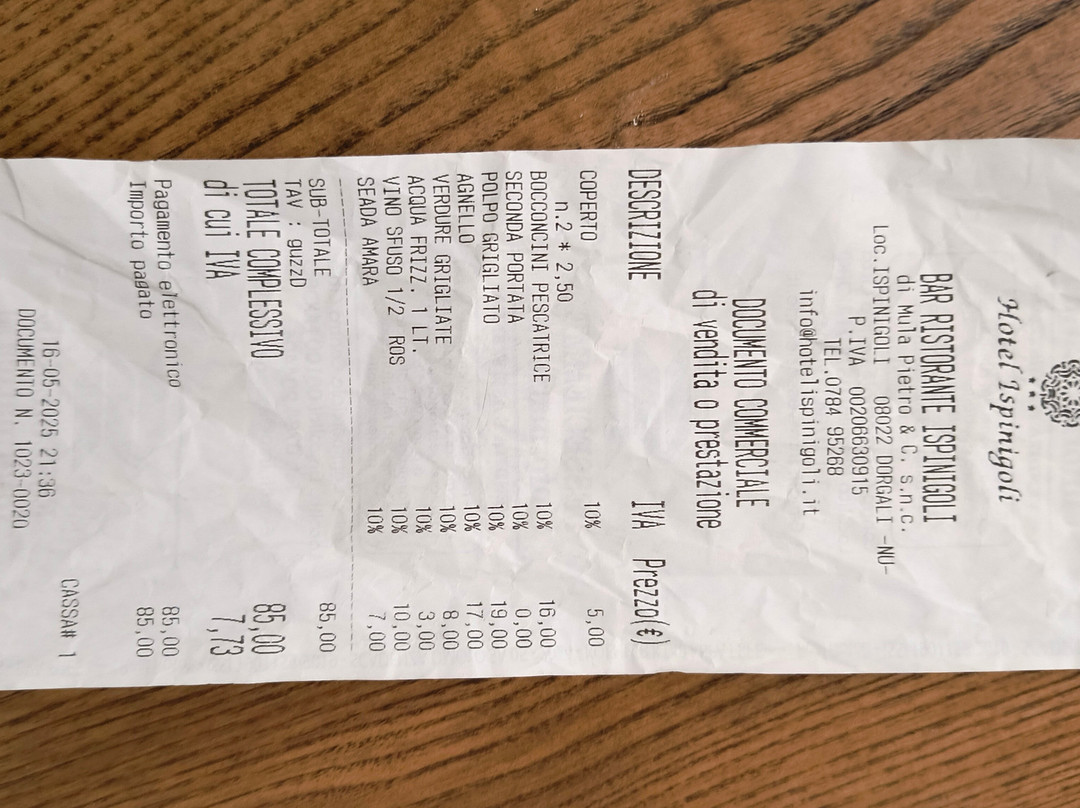 Hotel Ispinigoli
BAR RISTORANTE ISPINIGOLI
di Mula Pietro & C. s.n.c.
Loc.ISPINIGOLI 08022 DORGALI -NU-
P.IVA 00206630915
TEL.0784 95268
info@hotelispinigoli.it
DOCUMENTO COMMERCIALE
di vendita o prestazione
DESCRIZIONE IVA Prezzo(€)
COPERTO 10% 5,00
n.2 * 2,50
BOCCONCINI PESCATRICE 10% 16,00
SECONDA PORTATA 10% 0,00
POLPO GRIGLIATO 10% 19,00
AGNELLO 10% 17,00
VERDURE GRIGLIATE 10% 8,00
ACQUA FRIZZ. 1 LT. 10% 3,00
VINO SFUSO 1/2 ROS 10% 10,00
SEADA AMARA 10% 7,00
SUB-TOTALE 85,00
TAV : guzzD
TOTALE COMPLESSIVO 85,00
di cui IVA 7,73
Pagamento elettronico 85,00
Importo pagato 85,00
CASSA# 1
16-05-2025 21:36
DOCUMENTO N. 1023-0020